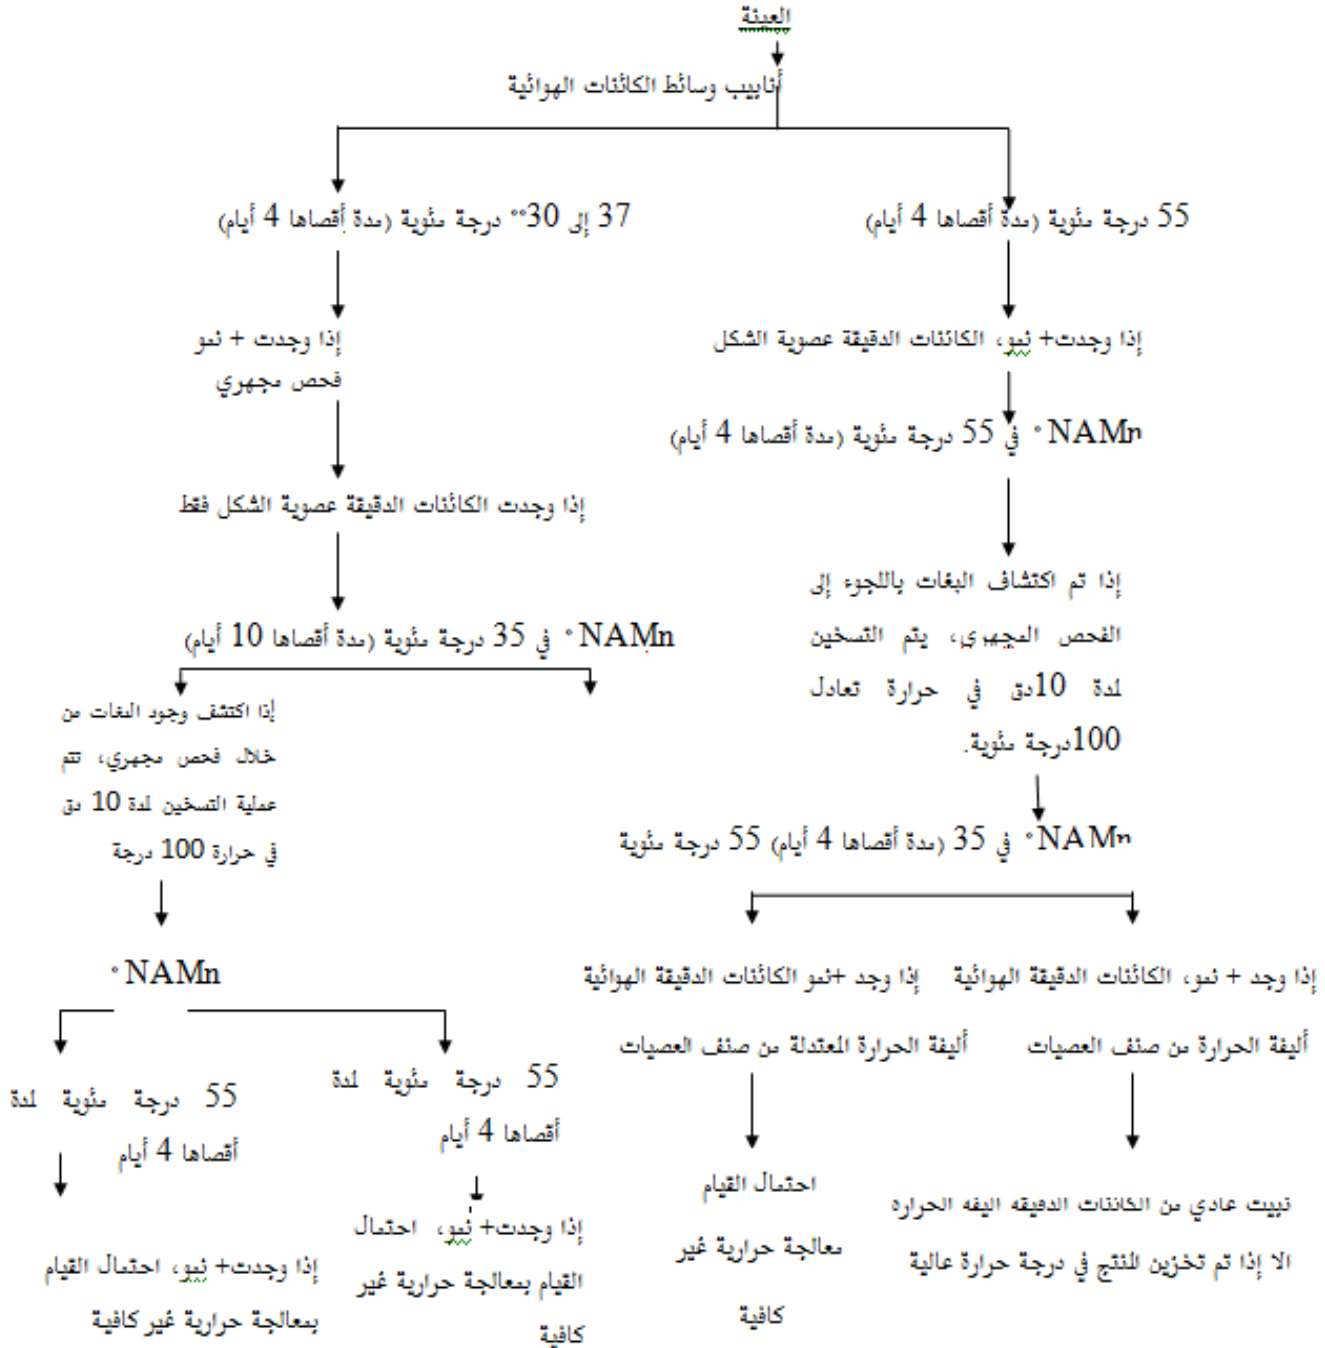 العينة
أنابيب وسائط الكائنات الهوائية
55 درجة مئوية (مدة أقصاها 4 أيام)
37 إلى 30°° درجة مئوية (مدة أقصاها 4 أيام)
إذا وجدت+ نمو، الكائنات الدقيقة عصوية الشكل
إذا وجدت + نمو
فحص مجهري
NAMn ° في 55 درجة مئوية (مدة أقصاها 4 أيام)
إذا وجدت الكائنات الدقيقة عصوية الشكل فقط
إذا تم اكتشاف البغات باللجوء إلى
الفحص المجهري، يتم التسخين
لمدة 10دق في حرارة تعادل
100درجة مئوية.
NAMn ° في 35 درجة مئوية (مدة أقصاها 10 أيام)
إذا اكتشف وجود البغات من
خلال فحص مجهري، تتم
عملية التسخين لمدة 10 دق
في حرارة 100 درجة
NAMn ° في 35 (مدة أقصاها 4 أيام) 55 درجة مئوية
NAMn °
إذا وجد + نمو، الكائنات الدقيقة الهوائية
أليفة الحرارة من صنف العصيات
إذا وجد +نمو الكائنات الدقيقة الهوائية
أليفة الحرارة المعتدلة من صنف العصيات
55 درجة مئوية لمدة
أقصاها 4 أيام
55 درجة مئوية لمدة
أقصاها 4 أيام
نبيت عادي من الكائنات الدقيقه اليفه الحراره
الا إذا تم تخزين المنتج في درجة حرارة عالية
احتمال القيام
معالجة حرارية غير
كافية
إذا وجدت+ نمو، احتمال
القيام بمعالجة حرارية غير
كافية
إذا وجدت+ نمو، احتمال القيام
بمعالجة حرارية غير كافية